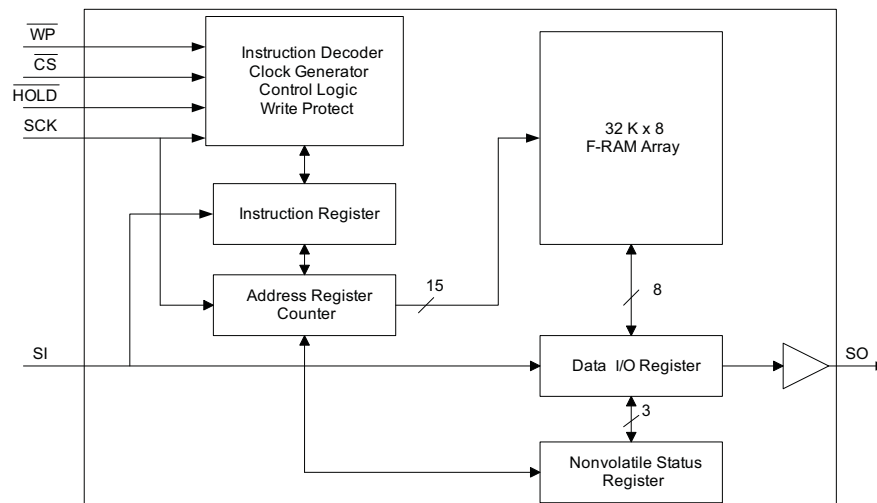 WP
CS
HOLD
SCK
Instruction Decoder
Clock Generator
Control Logic
Write Protect
32 K x 8
F-RAM Array
Instruction Register
Address Register
Counter
15
8
SI
Data I/O Register
SO
3
Nonvolatile Status
Register